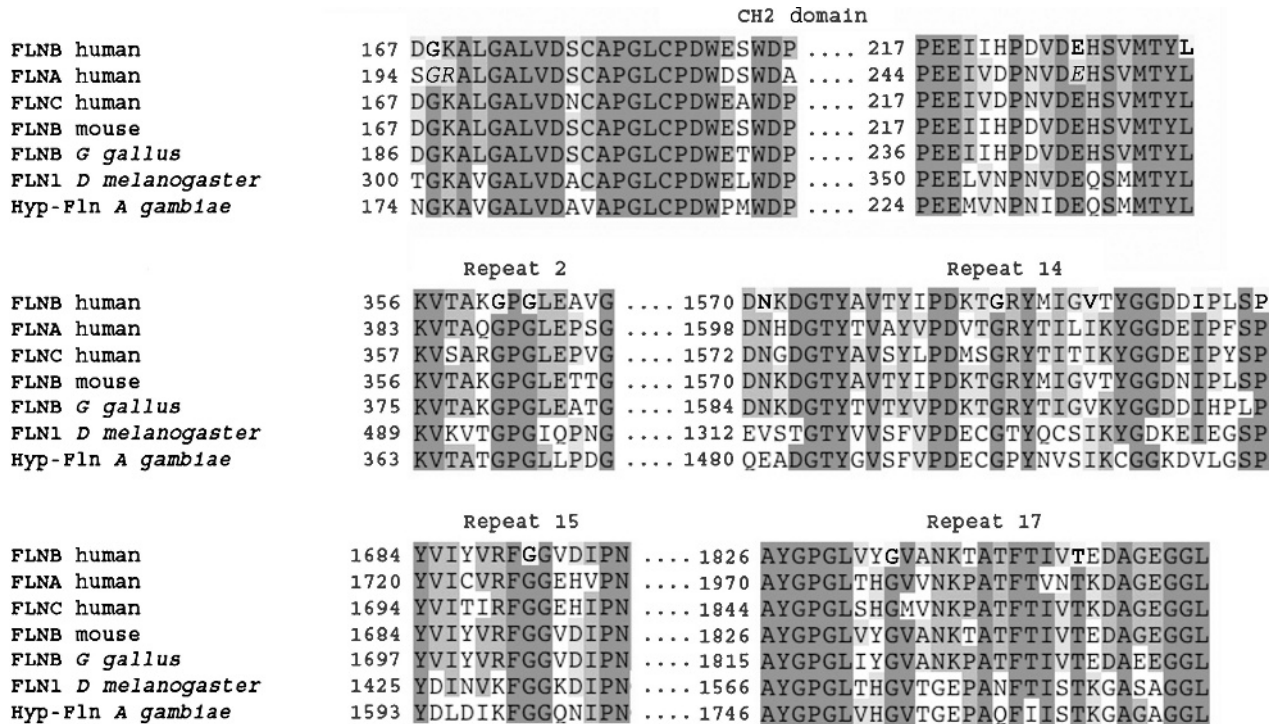 CH2 domain
FLNB human 167 DGKALGALVDSCAPGLCPDWESWDP .... 217 PEEIIHPDVDEHSVMTYL
FLNA human 194 SGRALGALVDSCAPGLCPDWDSWDA .... 244 PEEIVDPNVDEHSVMTYL
FLNC human 167 DGKALGALVDNCAPGLCPDWEAWDP .... 217 PEEIVDPNVDEHSVMTYL
FLNB mouse 167 DGKALGALVDSCAPGLCPDWESWDP .... 217 PEEIIHPDVDEHSVMTYL
FLNB G gallus 186 DGKALGALVDSCAPGLCPDWETWDP .... 236 PEEIIHPDVDEHSVMTYL
FLN1 D melanogaster 300 TGKAVGALVDACAPGLCPDWELWDP .... 350 PEELVNPNVDEQSMMTYL
Hyp-Fln A gambiae 174 NGKAVGALVDAVAPGLCPDWPMWDP .... 224 PEEMVNPNIDEQSMMTYL
Repeat 2 Repeat 14
FLNB human 356 KVTAKGPGLEAVG .... 1570 DNKDGTYAVTYIPDKTGRYMIGVTYGGDDIPLSP
FLNA human 383 KVTAQGPGLEPSG .... 1598 DNHDGTYTVAYVPDVTGRYTILIKYGGDEIPFSP
FLNC human 357 KVSARGPGLEPVG .... 1572 DNGDGTYAVSYLPDMSGRYTITIKYGGDEIPYSP
FLNB mouse 356 KVTAKGPGLETTG .... 1570 DNKDGTYAVTYIPDKTGRYMIGVTYGGDNIPLSP
FLNB G gallus 375 KVTAKGPGLEATG .... 1584 DNKDGTYTVTYVPDKTGRYTIGVKYGGDDIHPLP
FLN1 D melanogaster 489 KVKVTGPGIQPNG .... 1312 EVSTGTYVVSFVPDECGTYQCSIKYGDKEIEGSP
Hyp-Fln A gambiae 363 KVTATGPGLLPDG .... 1480 QEADGTYGVSFVPDECGPYNVSIKCGGKDVLGSP
Repeat 15 Repeat 17
FLNB human 1684 YVIYVRFGGVDIPN .... 1826 AYGPGLVYGVANKTATFTIVTEDAGEGGL
FLNA human 1720 YVICVRFGGEHVPN .... 1970 AYGPGLTHGVVNKPATFTVNTKDAGEGGL
FLNC human 1694 YVITIRFGGEHIPN .... 1844 AYGPGLSHGMVNKPATFTIVTKDAGEGGL
FLNB mouse 1684 YVIYVRFGGVDIPN .... 1826 AYGPGLVYGVANKTATFTIVTEDAGEGGL
FLNB G gallus 1697 YVIYVRFGGVDIPN .... 1815 AYGPGLIYGVANKPATFTIVTEDAEEGGL
FLN1 D melanogaster 1425 YDINVKFGGKDIPN .... 1566 AYGPGLTHGVTGEPANFTISTKGASAGGL
Hyp-Fln A gambiae 1593 YDLDIKFGGQNIPN .... 1746 AYGPGLVHGVTGEPAQFIISTKGAGAGGL